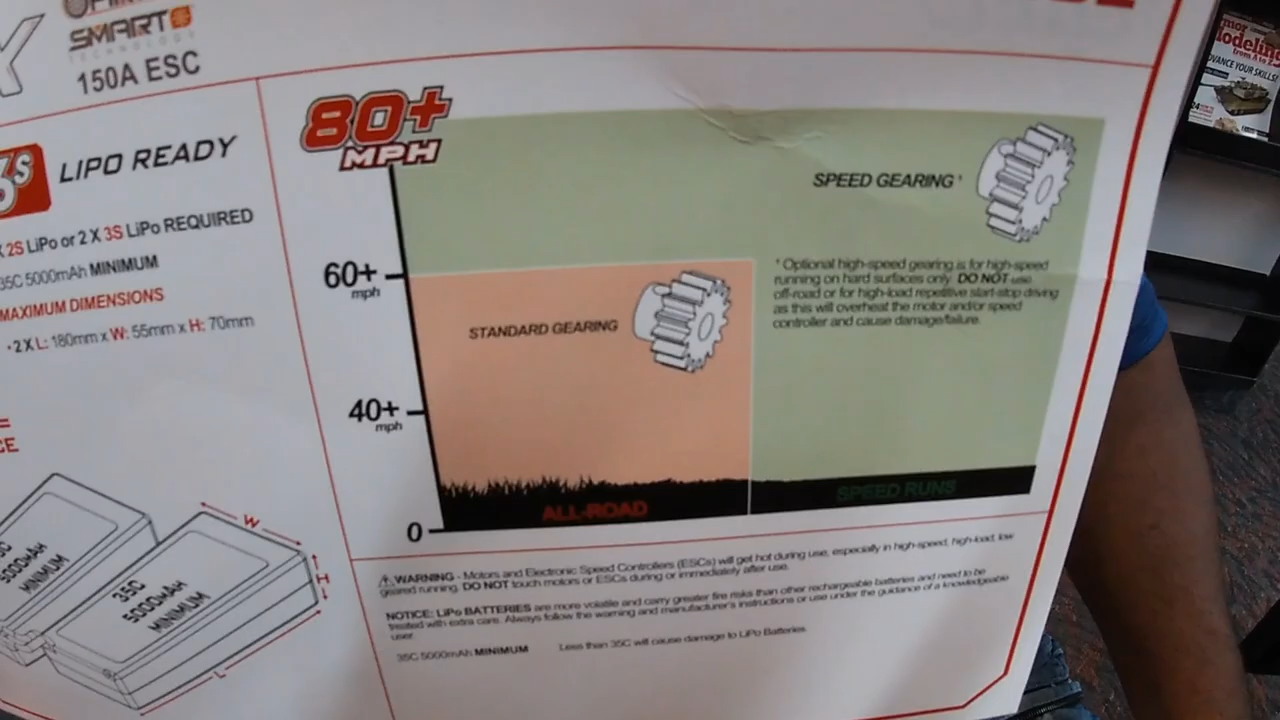 SMART
TECHNOLOGY
150A ESC
LIPO READY
2S LiPo or 2 X 3S LiPo REQUIRED
35C 5000mAh MINIMUM
MAXIMUM DIMENSIONS
•2 X L: 180mm x W: 55mm x H: 70mm
5000mAh
MINIMUM
35C
5000mAh
MINIMUM
W
H
L
80+
MPH
60+
mph
40+
mph
0
SPEED GEARING *
STANDARD GEARING
* Optional high-speed gearing is for high-speed
running on hard surfaces only. DO NOT use
off-road or for high-load repetitive start-stop driving
as this will overheat the motor and/or speed
controller and cause damage/failure.
ALL-ROAD
SPEED RUNS
WARNING - Motors and Electronic Speed Controllers (ESCs) will get hot during use, especially in high-speed, high-load, low
geared running. DO NOT touch motors or ESCs during or immediately after use.
NOTICE: LiPo BATTERIES are more volatile and carry greater fire risks than other rechargeable batteries and need to be
treated with extra care. Always follow the warning and manufacturer's instructions or use under the guidance of a knowledgeable
user.
35C 5000mAh MINIMUM Less than 35C will cause damage to LiPo Batteries
from A to Z
ADVANCE YOUR SKILLS!